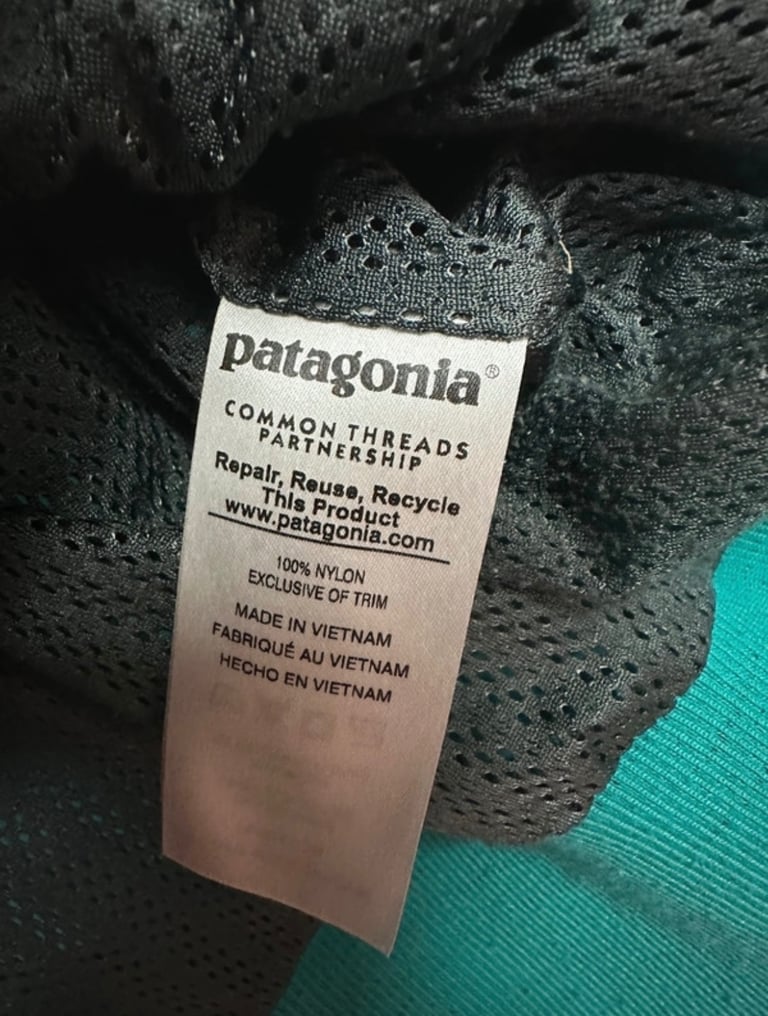 patagonia®
COMMON THREADS
PARTNERSHIP
Repair, Reuse, Recycle
This Product
www.patagonia.com
100% NYLON
EXCLUSIVE OF TRIM
MADE IN VIETNAM
FABRIQUÉ AU VIETNAM
HECHO EN VIETNAM